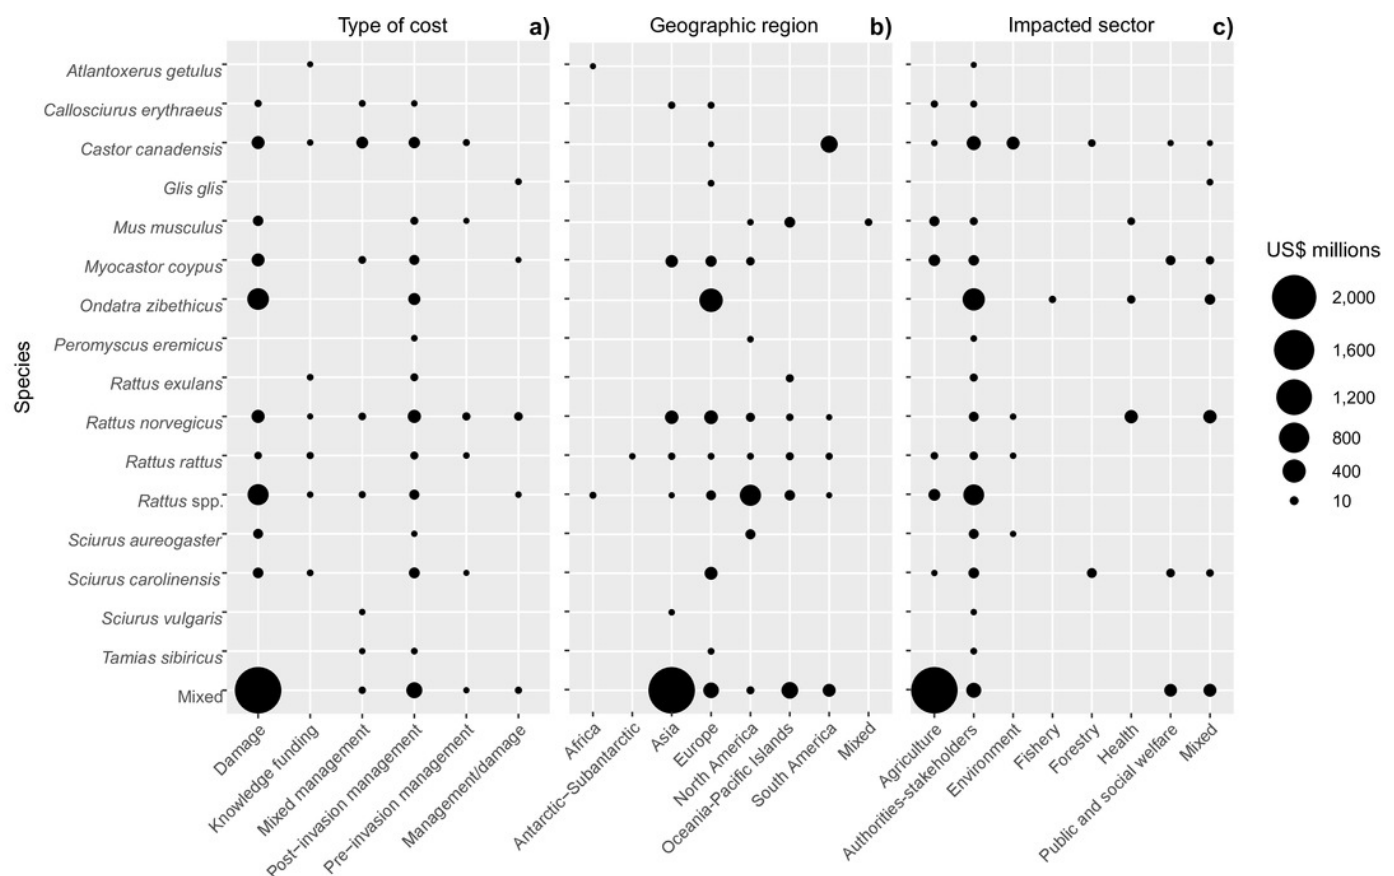 Type of cost a)
Geographic region b)
Impacted sector c)
Species
Atlantoxerus getulus
Callosciurus erythraeus
Castor canadensis
Glis glis
Mus musculus
Myocastor coypus
Ondatra zibethicus
Peromyscus eremicus
Rattus exulans
Rattus norvegicus
Rattus rattus
Rattus spp.
Sciurus aureogaster
Sciurus carolinensis
Sciurus vulgaris
Tamias sibiricus
Mixed
Damage
Knowledge funding
Mixed management
Post−invasion management
Pre−invasion management
Management/damage
Africa
Antarctic−Subantarctic
Asia
Europe
North America
Oceania-Pacific Islands
South America
Mixed
Agriculture
Authorities-stakeholders
Environment
Fishery
Forestry
Health
Public and social welfare
Mixed
US$ millions
2,000
1,600
1,200
800
400
10